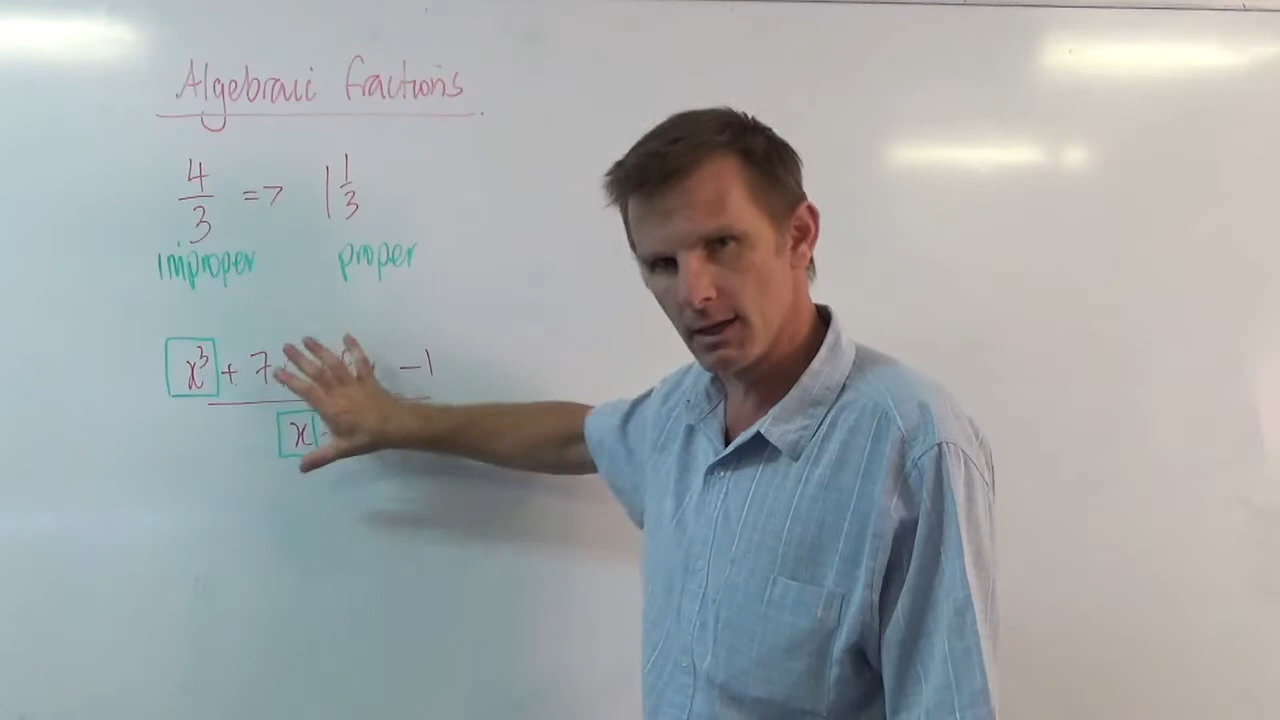 Algebraic fractions
4/3 => 1 1/3
improper proper
x³ + 7 -1
x